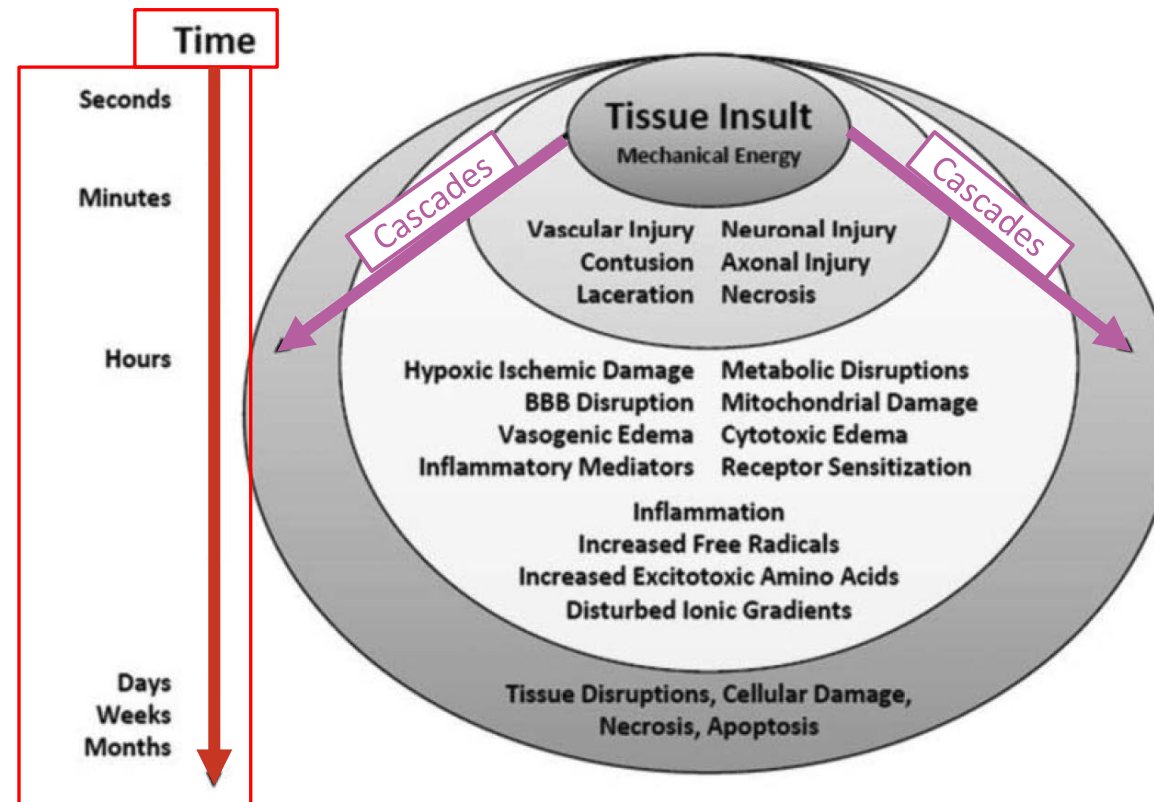 Time
Seconds
Minutes
Hours
Days
Weeks
Months
Tissue Insult
Mechanical Energy
Cascades
Cascades
Vascular Injury Neuronal Injury
Contusion Axonal Injury
Laceration Necrosis
Hypoxic Ischemic Damage Metabolic Disruptions
BBB Disruption Mitochondrial Damage
Vasogenic Edema Cytotoxic Edema
Inflammatory Mediators Receptor Sensitization
Inflammation
Increased Free Radicals
Increased Excitotoxic Amino Acids
Disturbed Ionic Gradients
Tissue Disruptions, Cellular Damage,
Necrosis, Apoptosis